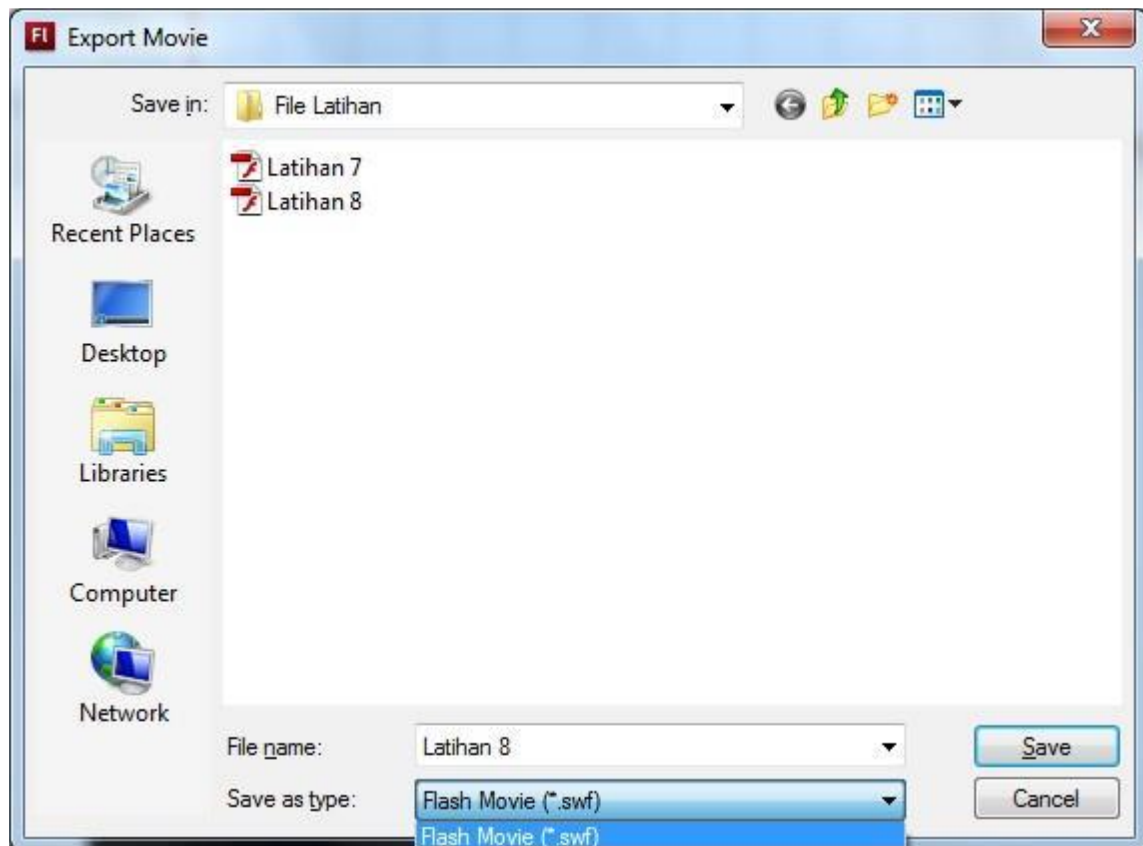 Fl Export Movie
Save in: File Latihan
Latihan 7
Latihan 8
Recent Places
Desktop
Libraries
Computer
Network
File name: Latihan 8 Save
Save as type: Flash Movie (*.swf) Cancel
Flash Movie (*.swf)